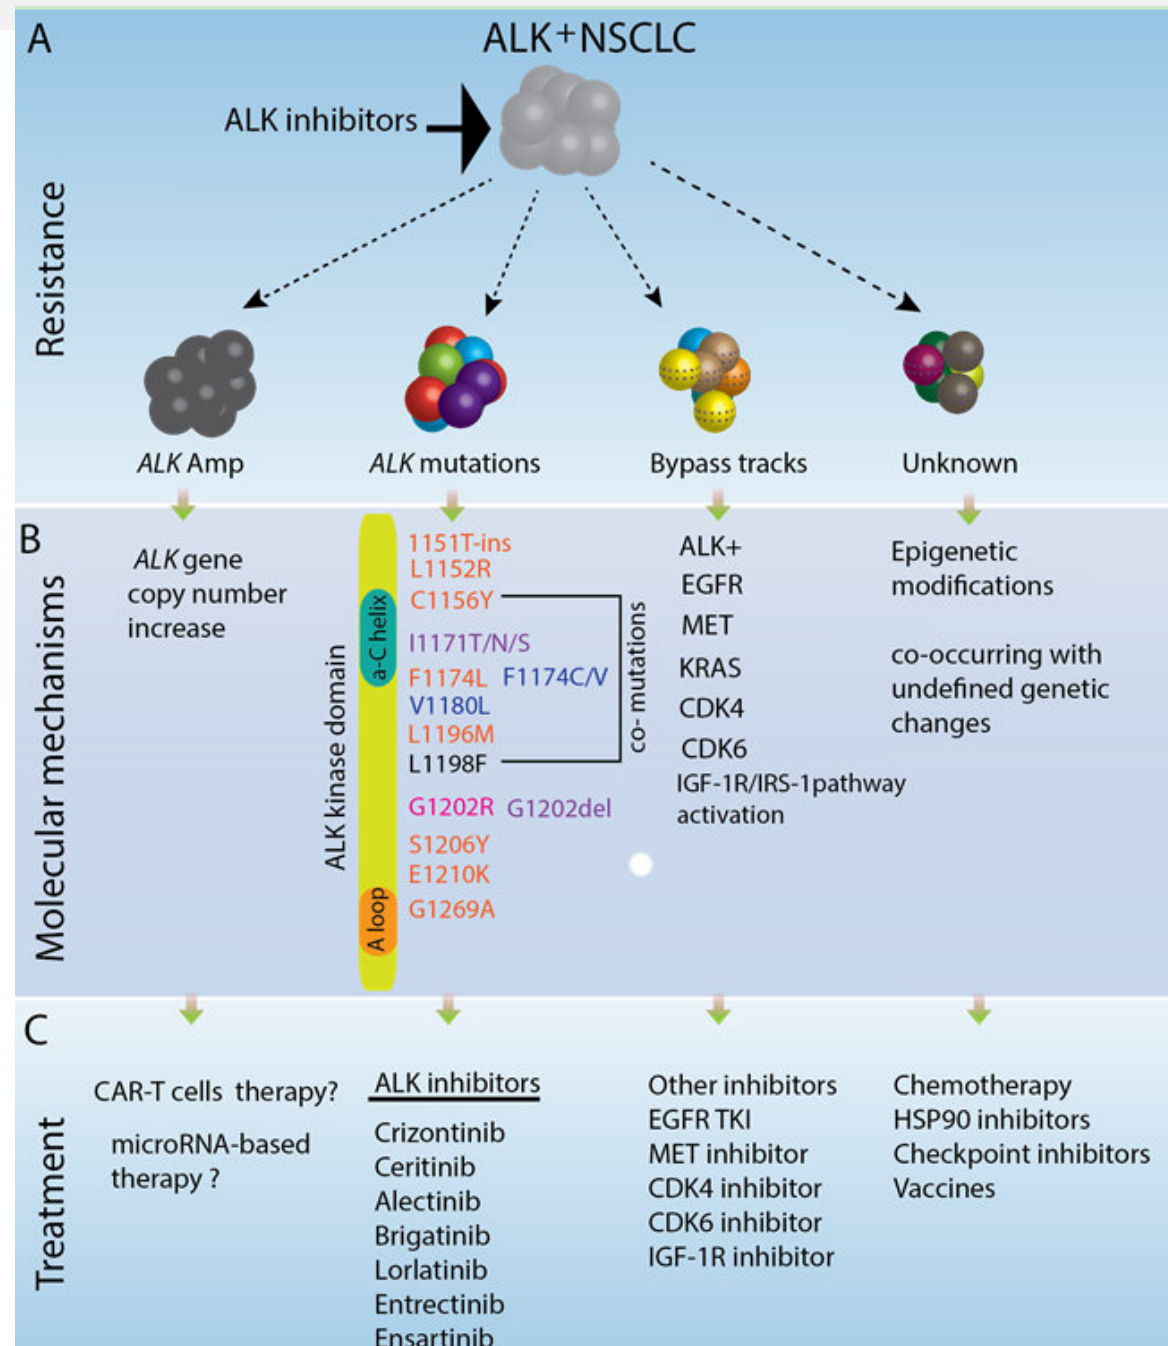 A
ALK⁺NSCLC
ALK inhibitors
Resistance
ALK Amp
ALK mutations
Bypass tracks
Unknown
B
Molecular mechanisms
ALK gene
copy number
increase
ALK kinase domain
a-C helix
A loop
1151T-ins
L1152R
C1156Y
I1171T/N/S
F1174L F1174C/V
V1180L
L1196M
L1198F
G1202R G1202del
S1206Y
E1210K
G1269A
co- mutations
ALK+
EGFR
MET
KRAS
CDK4
CDK6
IGF-1R/IRS-1pathway
activation
Epigenetic
modifications
co-occurring with
undefined genetic
changes
C
Treatment
CAR-T cells therapy?
microRNA-based
therapy ?
ALK inhibitors
Crizontinib
Ceritinib
Alectinib
Brigatinib
Lorlatinib
Entrectinib
Ensartinib
Other inhibitors
EGFR TKI
MET inhibitor
CDK4 inhibitor
CDK6 inhibitor
IGF-1R inhibitor
Chemotherapy
HSP90 inhibitors
Checkpoint inhibitors
Vaccines